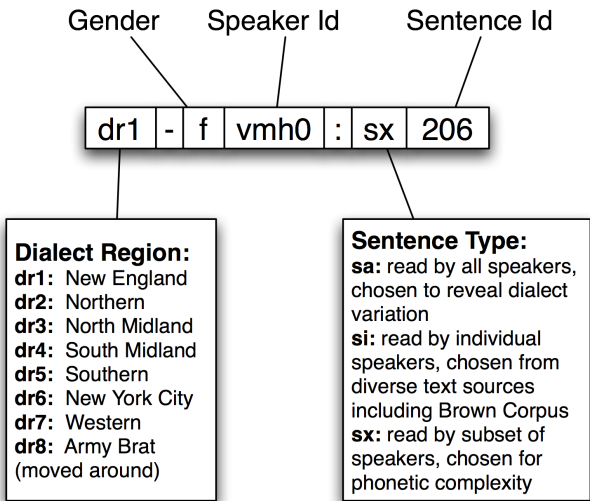 Gender Speaker Id Sentence Id
dr1 - f vmh0 : sx 206
Dialect Region:
dr1: New England
dr2: Northern
dr3: North Midland
dr4: South Midland
dr5: Southern
dr6: New York City
dr7: Western
dr8: Army Brat
(moved around)
Sentence Type:
sa: read by all speakers,
chosen to reveal dialect
variation
si: read by individual
speakers, chosen from
diverse text sources
including Brown Corpus
sx: read by subset of
speakers, chosen for
phonetic complexity